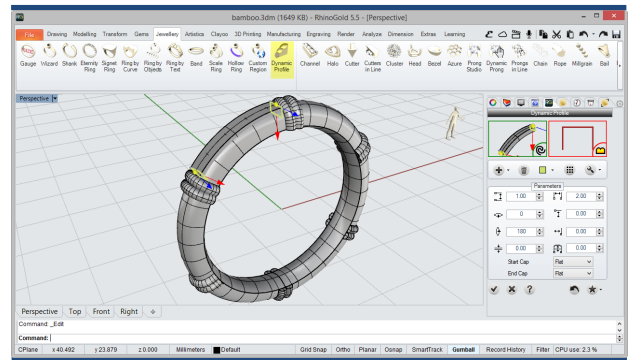 bamboo.3dm (1649 KB) - RhinoGold 5.5 - [Perspective]
File Drawing Modelling Transform Gems Jewellery Artistics Clayoo 3D Printing Manufacturing Engraving Render Analyze Dimension Extras Learning
Gauge Wizard Shank Eternity Ring Signet Ring Ring by Curve Ring by Objects Ring by Text Band Scale Ring Hollow Ring Custom Region Dynamic Profile Channel Halo Cutter Cutters in Line Cluster Head Bezel Azure Prong Studio Dynamic Prong Prongs in Line Chain Rope Millgrain Bail
Perspective
Dynamic Profile
Parameters
1.00 2.00
0 0.00
100 0.00
0.00 0.00
Start Cap Flat
End Cap Flat
Perspective Top Front Right
Command: _Edit
Command:
CPlane x 40.492 y 23.879 z 0.000 Millimeters Default Grid Snap Ortho Planar Osnap SmartTrack Gumball Record History Filter CPU use: 2.3 %